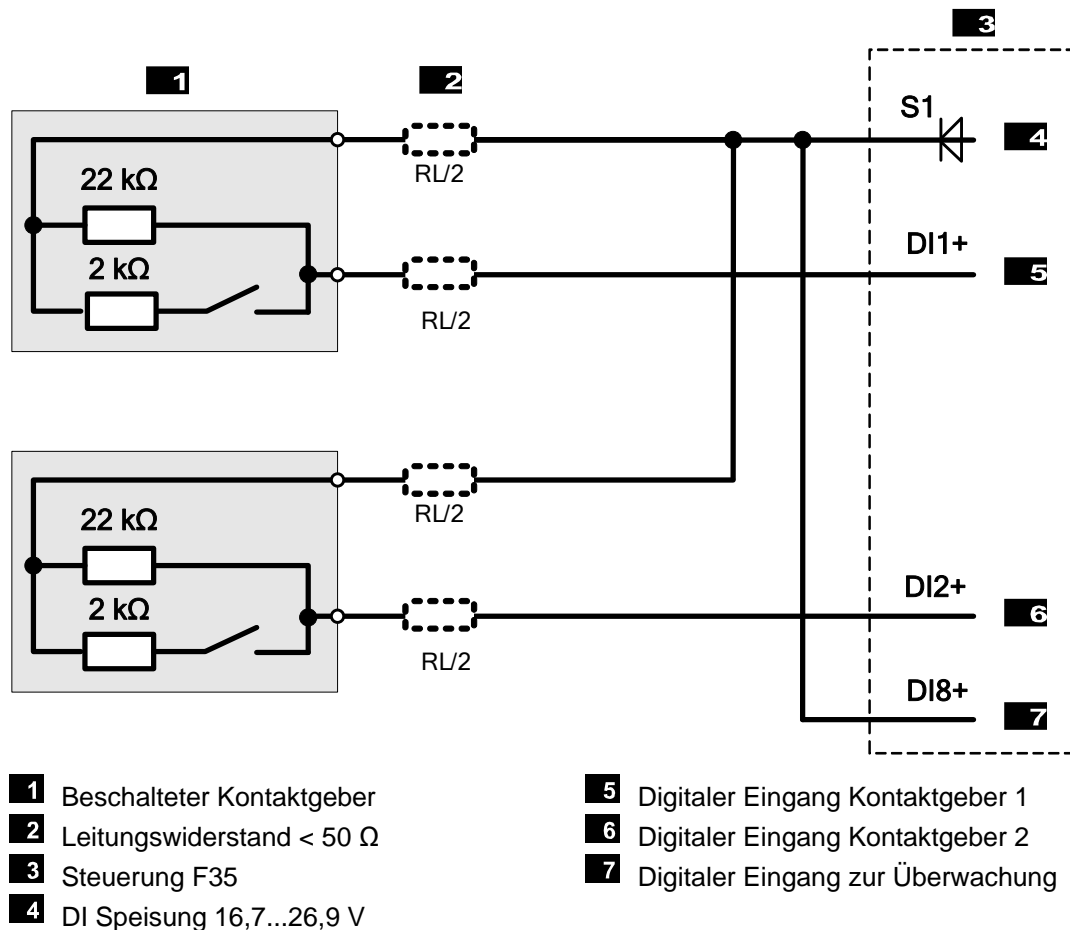 3
1
2
S1
4
RL/2
22 kΩ
DI1+
2 kΩ
5
RL/2
22 kΩ
RL/2
DI2+
2 kΩ
6
RL/2
DI8+
7
1 Beschalteter Kontaktgeber
2 Leitungswiderstand < 50 Ω
3 Steuerung F35
4 DI Speisung 16,7...26,9 V
5 Digitaler Eingang Kontaktgeber 1
6 Digitaler Eingang Kontaktgeber 2
7 Digitaler Eingang zur Überwachung